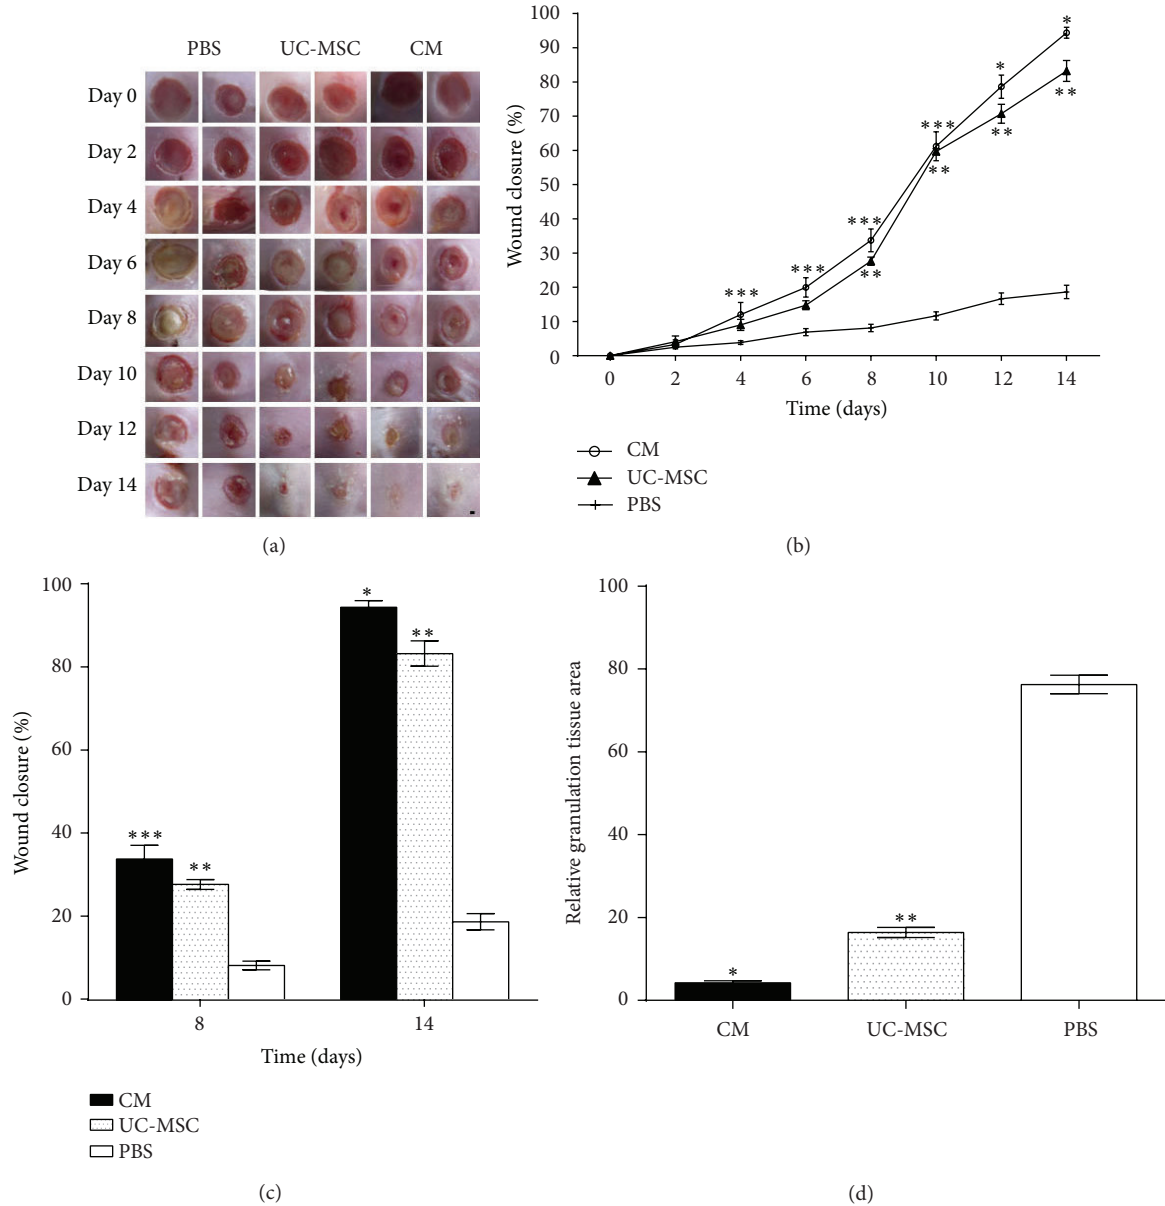 PBS UC-MSC CM
Day 0
Day 2
Day 4
Day 6
Day 8
Day 10
Day 12
Day 14
(a)
Wound closure (%)
100
90
80
70
60
50
40
30
20
10
0
*
*
***
***
***
***
**
**
**
**
0 2 4 6 8 10 12 14
Time (days)
CM
UC-MSC
PBS
(b)
Wound closure (%)
100
80
60
40
20
0
***
**
*
**
8 14
Time (days)
CM
UC-MSC
PBS
(c)
Relative granulation tissue area
100
80
60
40
20
0
*
**
CM UC-MSC PBS
(d)